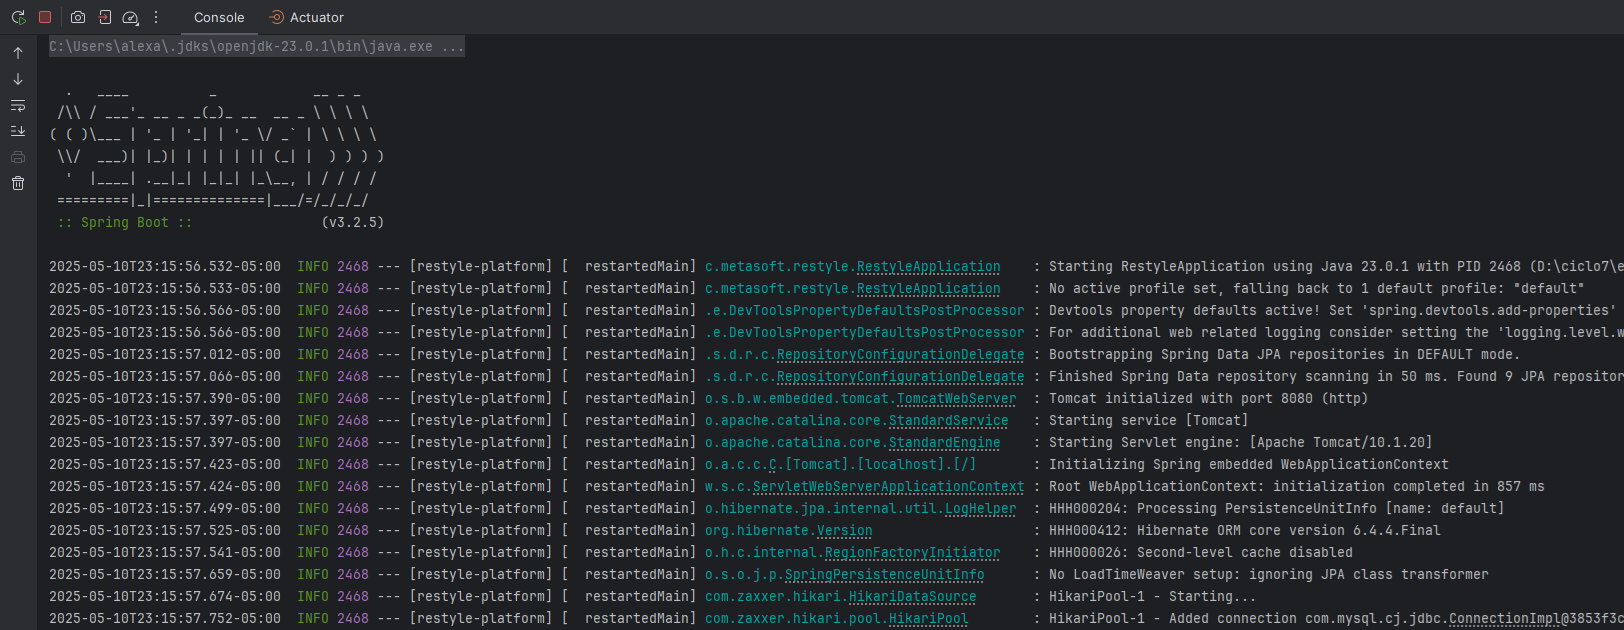 Console Actuator
C:\Users\alexa\.jdks\openjdk-23.0.1\bin\java.exe ...
  .   ____          _            __ _ _
 /\\ / ___'_ __ _ _(_)_ __  __ _ \ \ \ \
( ( )\___ | '_ | '_| | '_ \/ _` | \ \ \ \
 \\/  ___)| |_)| | | | | || (_| |  ) ) ) )
  '  |____| .__|_| |_|_| |_\__, | / / / /
 =========|_|==============|___/=/_/_/_/
 :: Spring Boot ::                (v3.2.5)
2025-05-10T23:15:56.532-05:00  INFO 2468 --- [restyle-platform] [  restartedMain] c.metasoft.restyle.RestyleApplication    : Starting RestyleApplication using Java 23.0.1 with PID 2468 (D:\ciclo7\e
2025-05-10T23:15:56.533-05:00  INFO 2468 --- [restyle-platform] [  restartedMain] c.metasoft.restyle.RestyleApplication    : No active profile set, falling back to 1 default profile: "default"
2025-05-10T23:15:56.566-05:00  INFO 2468 --- [restyle-platform] [  restartedMain] .e.DevToolsPropertyDefaultsPostProcessor : Devtools property defaults active! Set 'spring.devtools.add-properties'
2025-05-10T23:15:56.566-05:00  INFO 2468 --- [restyle-platform] [  restartedMain] .e.DevToolsPropertyDefaultsPostProcessor : For additional web related logging consider setting the 'logging.level.w
2025-05-10T23:15:57.012-05:00  INFO 2468 --- [restyle-platform] [  restartedMain] .s.d.r.c.RepositoryConfigurationDelegate : Bootstrapping Spring Data JPA repositories in DEFAULT mode.
2025-05-10T23:15:57.066-05:00  INFO 2468 --- [restyle-platform] [  restartedMain] .s.d.r.c.RepositoryConfigurationDelegate : Finished Spring Data repository scanning in 50 ms. Found 9 JPA repositor
2025-05-10T23:15:57.390-05:00  INFO 2468 --- [restyle-platform] [  restartedMain] o.s.b.w.embedded.tomcat.TomcatWebServer  : Tomcat initialized with port 8080 (http)
2025-05-10T23:15:57.397-05:00  INFO 2468 --- [restyle-platform] [  restartedMain] o.apache.catalina.core.StandardService   : Starting service [Tomcat]
2025-05-10T23:15:57.397-05:00  INFO 2468 --- [restyle-platform] [  restartedMain] o.apache.catalina.core.StandardEngine    : Starting Servlet engine: [Apache Tomcat/10.1.20]
2025-05-10T23:15:57.423-05:00  INFO 2468 --- [restyle-platform] [  restartedMain] o.a.c.c.C.[Tomcat].[localhost].[/]       : Initializing Spring embedded WebApplicationContext
2025-05-10T23:15:57.424-05:00  INFO 2468 --- [restyle-platform] [  restartedMain] w.s.c.ServletWebServerApplicationContext : Root WebApplicationContext: initialization completed in 857 ms
2025-05-10T23:15:57.499-05:00  INFO 2468 --- [restyle-platform] [  restartedMain] o.hibernate.jpa.internal.util.LogHelper  : HHH000204: Processing PersistenceUnitInfo [name: default]
2025-05-10T23:15:57.525-05:00  INFO 2468 --- [restyle-platform] [  restartedMain] org.hibernate.Version                    : HHH000412: Hibernate ORM core version 6.4.4.Final
2025-05-10T23:15:57.541-05:00  INFO 2468 --- [restyle-platform] [  restartedMain] o.h.c.internal.RegionFactoryInitiator    : HHH000026: Second-level cache disabled
2025-05-10T23:15:57.659-05:00  INFO 2468 --- [restyle-platform] [  restartedMain] o.s.o.j.p.SpringPersistenceUnitInfo      : No LoadTimeWeaver setup: ignoring JPA class transformer
2025-05-10T23:15:57.674-05:00  INFO 2468 --- [restyle-platform] [  restartedMain] com.zaxxer.hikari.HikariDataSource       : HikariPool-1 - Starting...
2025-05-10T23:15:57.752-05:00  INFO 2468 --- [restyle-platform] [  restartedMain] com.zaxxer.hikari.pool.HikariPool        : HikariPool-1 - Added connection com.mysql.cj.jdbc.ConnectionImpl@3853f3c